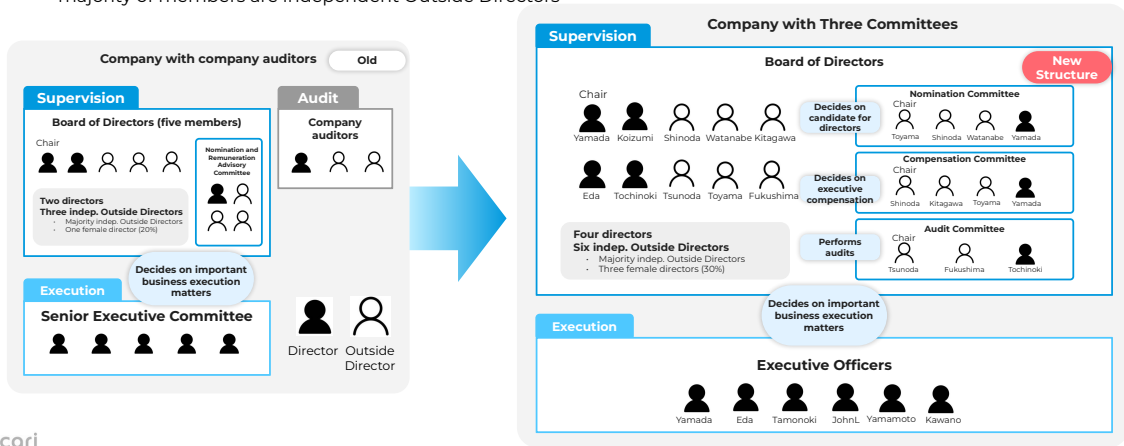 majority of members are independent Outside Directors
Company with company auditors
Old
Supervision
Board of Directors (five members)
Chair
Nomination and
Remuneration
Advisory
Committee
Two directors
Three indep. Outside Directors
• Majority indep. Outside Directors
• One female director (20%)
Audit
Company
auditors
Decides on important
business execution
matters
Execution
Senior Executive Committee
Director
Outside
Director
Company with Three Committees
New
Structure
Supervision
Board of Directors
Chair
Yamada Koizumi Shinoda Watanabe Kitagawa
Eda Tochinoki Tsunoda Toyama Fukushima
Four directors
Six indep. Outside Directors
• Majority indep. Outside Directors
• Three female directors (30%)
Decides on
candidate for
directors
Nomination Committee
Chair
Toyama Shinoda Watanabe Yamada
Decides on
executive
compensation
Compensation Committee
Chair
Shinoda Kitagawa Toyama Yamada
Performs
audits
Audit Committee
Chair
Tsunoda Fukushima Tochinoki
Decides on important
business execution
matters
Execution
Executive Officers
Yamada Eda Tamonoki JohnL Yamamoto Kawano
cari